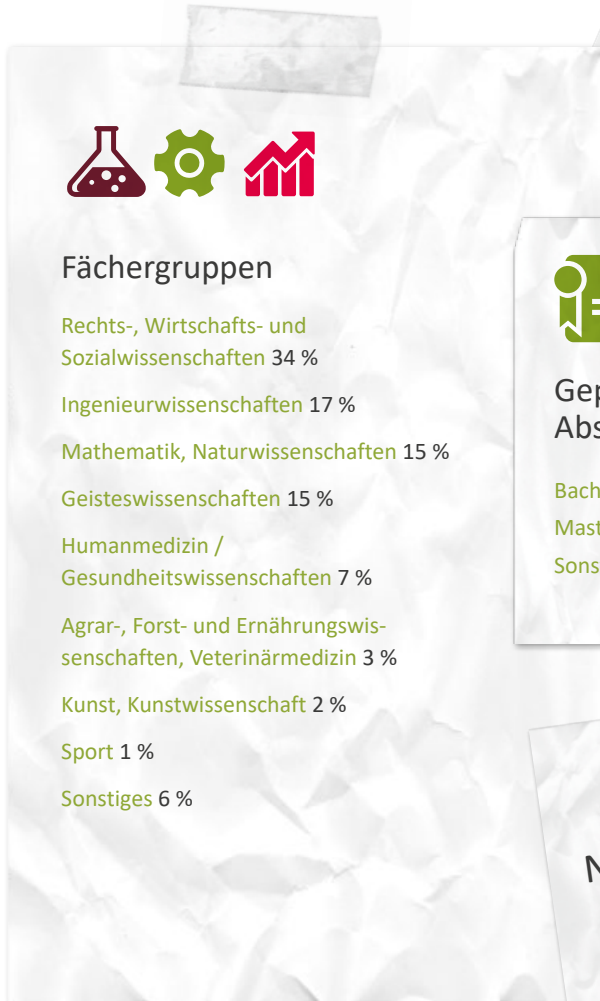 Fächergruppen
Rechts-, Wirtschafts- und
Sozialwissenschaften 34 %
Ingenieurwissenschaften 17 %
Mathematik, Naturwissenschaften 15 %
Geisteswissenschaften 15 %
Humanmedizin /
Gesundheitswissenschaften 7 %
Agrar-, Forst- und Ernährungswis-
senschaften, Veterinärmedizin 3 %
Kunst, Kunstwissenschaft 2 %
Sport 1 %
Sonstiges 6 %